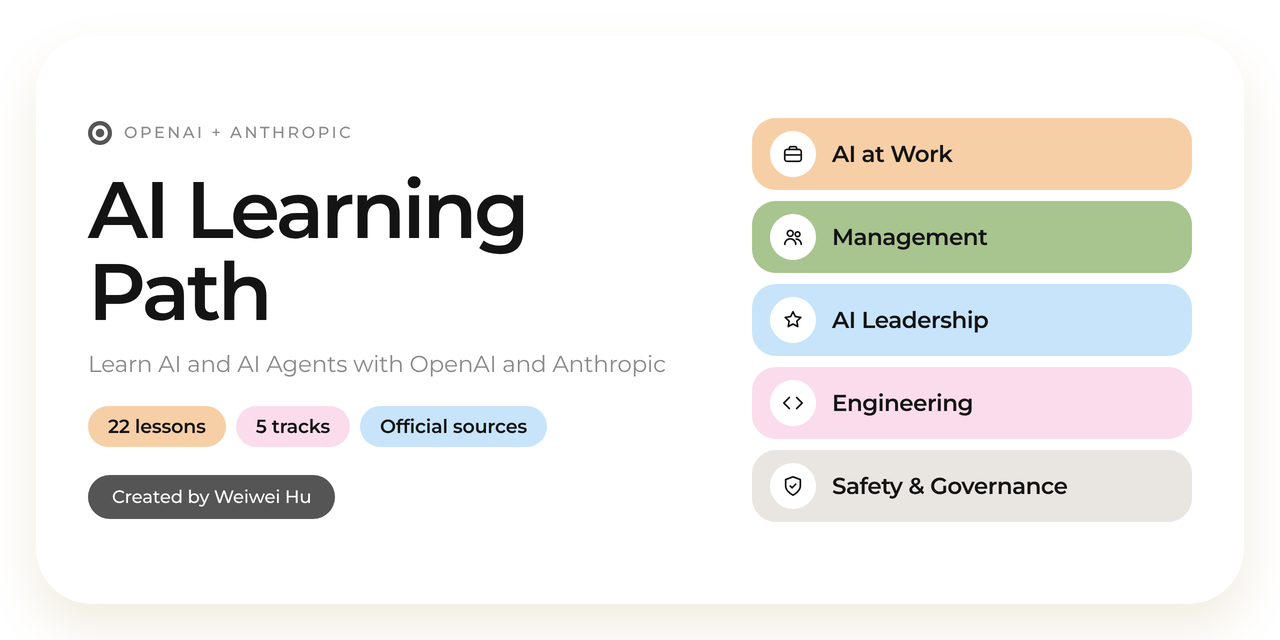 OPENAI + ANTHROPIC
AI Learning
Path
Learn AI and AI Agents with OpenAI and Anthropic
22 lessons
5 tracks
Official sources
Created by Weiwei Hu
AI at Work
Management
AI Leadership
Engineering
Safety & Governance